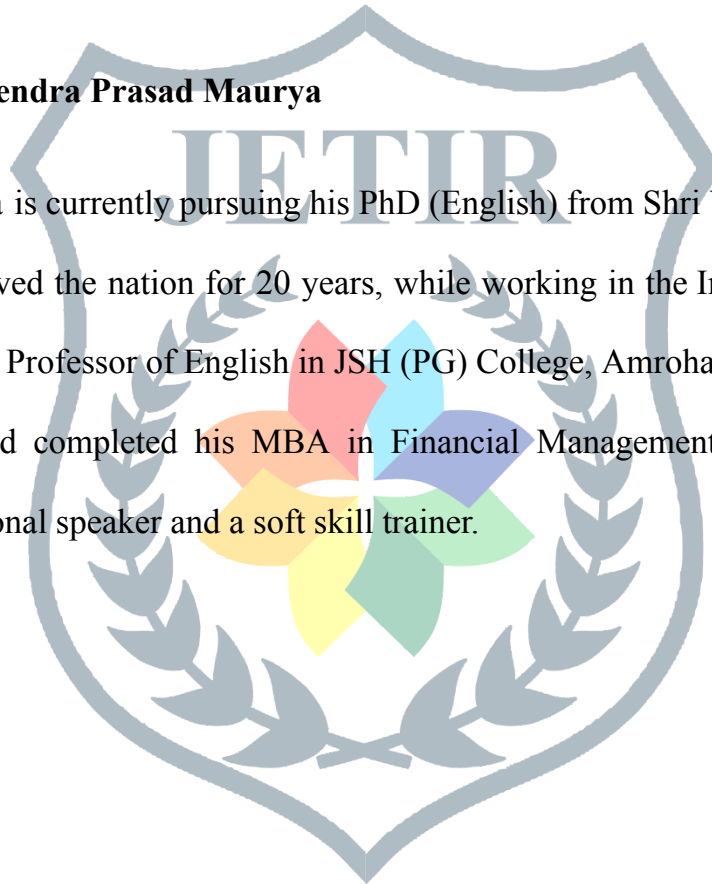 endra Prasad Maurya
JETIR
a is currently pursuing his PhD (English) from Shri
ved the nation for 20 years, while working in the
Professor of English in JSH (PG) College, Amroha
d completed his MBA in Financial Management
onal speaker and a soft skill trainer.